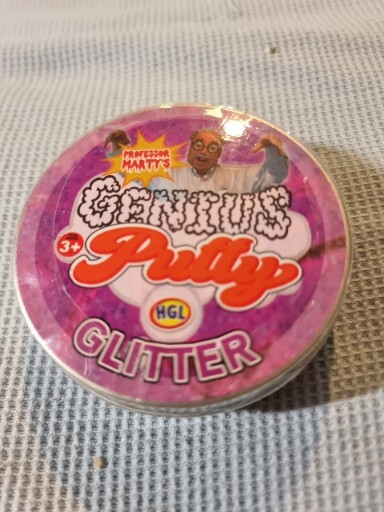 PROFESSOR
MARTY'S
GENIUS
Putty
3+
HGL
GLITTER